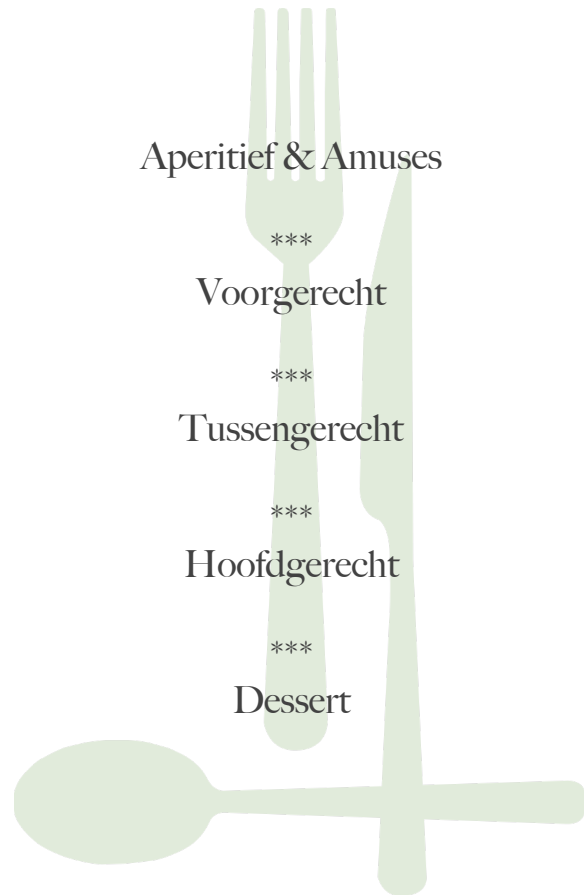 Aperitief & Amuses
***
Voorgerecht
***
Tussengerecht
***
Hoofdgerecht
***
Dessert